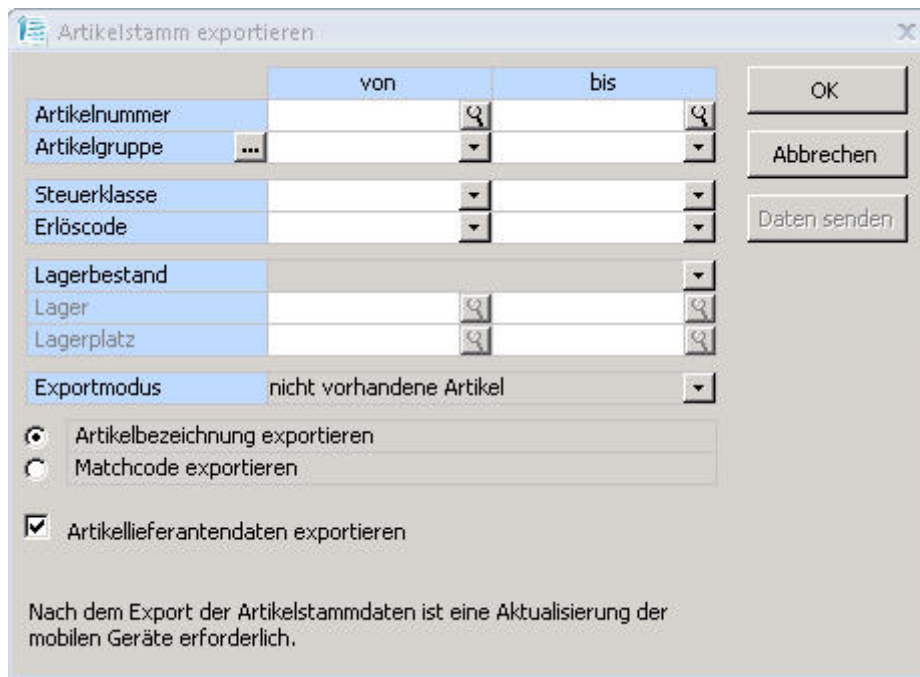 Artikelstamm exportieren
von bis
OK
Artikelnummer
Artikelgruppe ...
Abbrechen
Steuerklasse
Erlöscode
Daten senden
Lagerbestand
Lager
Lagerplatz
Exportmodus nicht vorhandene Artikel
Artikelbezeichnung exportieren
Matchcode exportieren
Artikellieferantendaten exportieren
Nach dem Export der Artikelstammdaten ist eine Aktualisierung der
mobilen Geräte erforderlich.